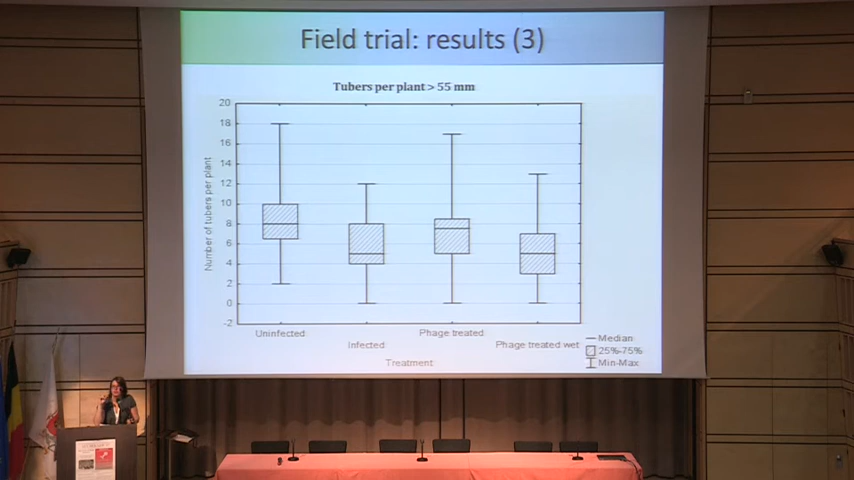 Field trial: results (3)
Tubers per plant > 55 mm
Number of tubers per plant
20
18
16
14
12
10
8
6
4
2
0
-2
Uninfected
Infected
Phage treated
Phage treated wet
Treatment
Median
25%-75%
Min-Max